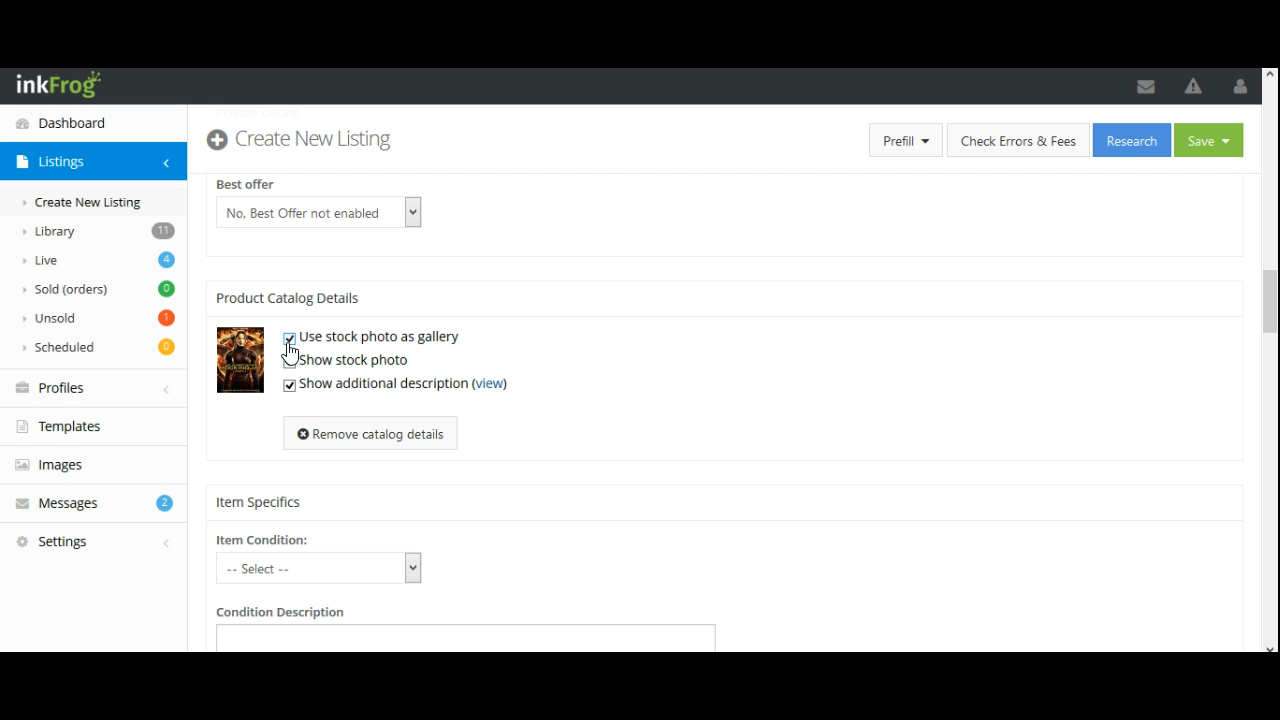 inkFrog
Dashboard
Create New Listing
Prefill
Check Errors & Fees
Research
Save
Listings
Best offer
Create New Listing
No, Best Offer not enabled
Library 11
Live 4
Sold (orders) 0
Product Catalog Details
Unsold 1
Use stock photo as gallery
Scheduled 0
Show stock photo
Show additional description (view)
Profiles
Templates
Remove catalog details
Images
Messages 2
Item Specifics
Settings
Item Condition:
-- Select --
Condition Description